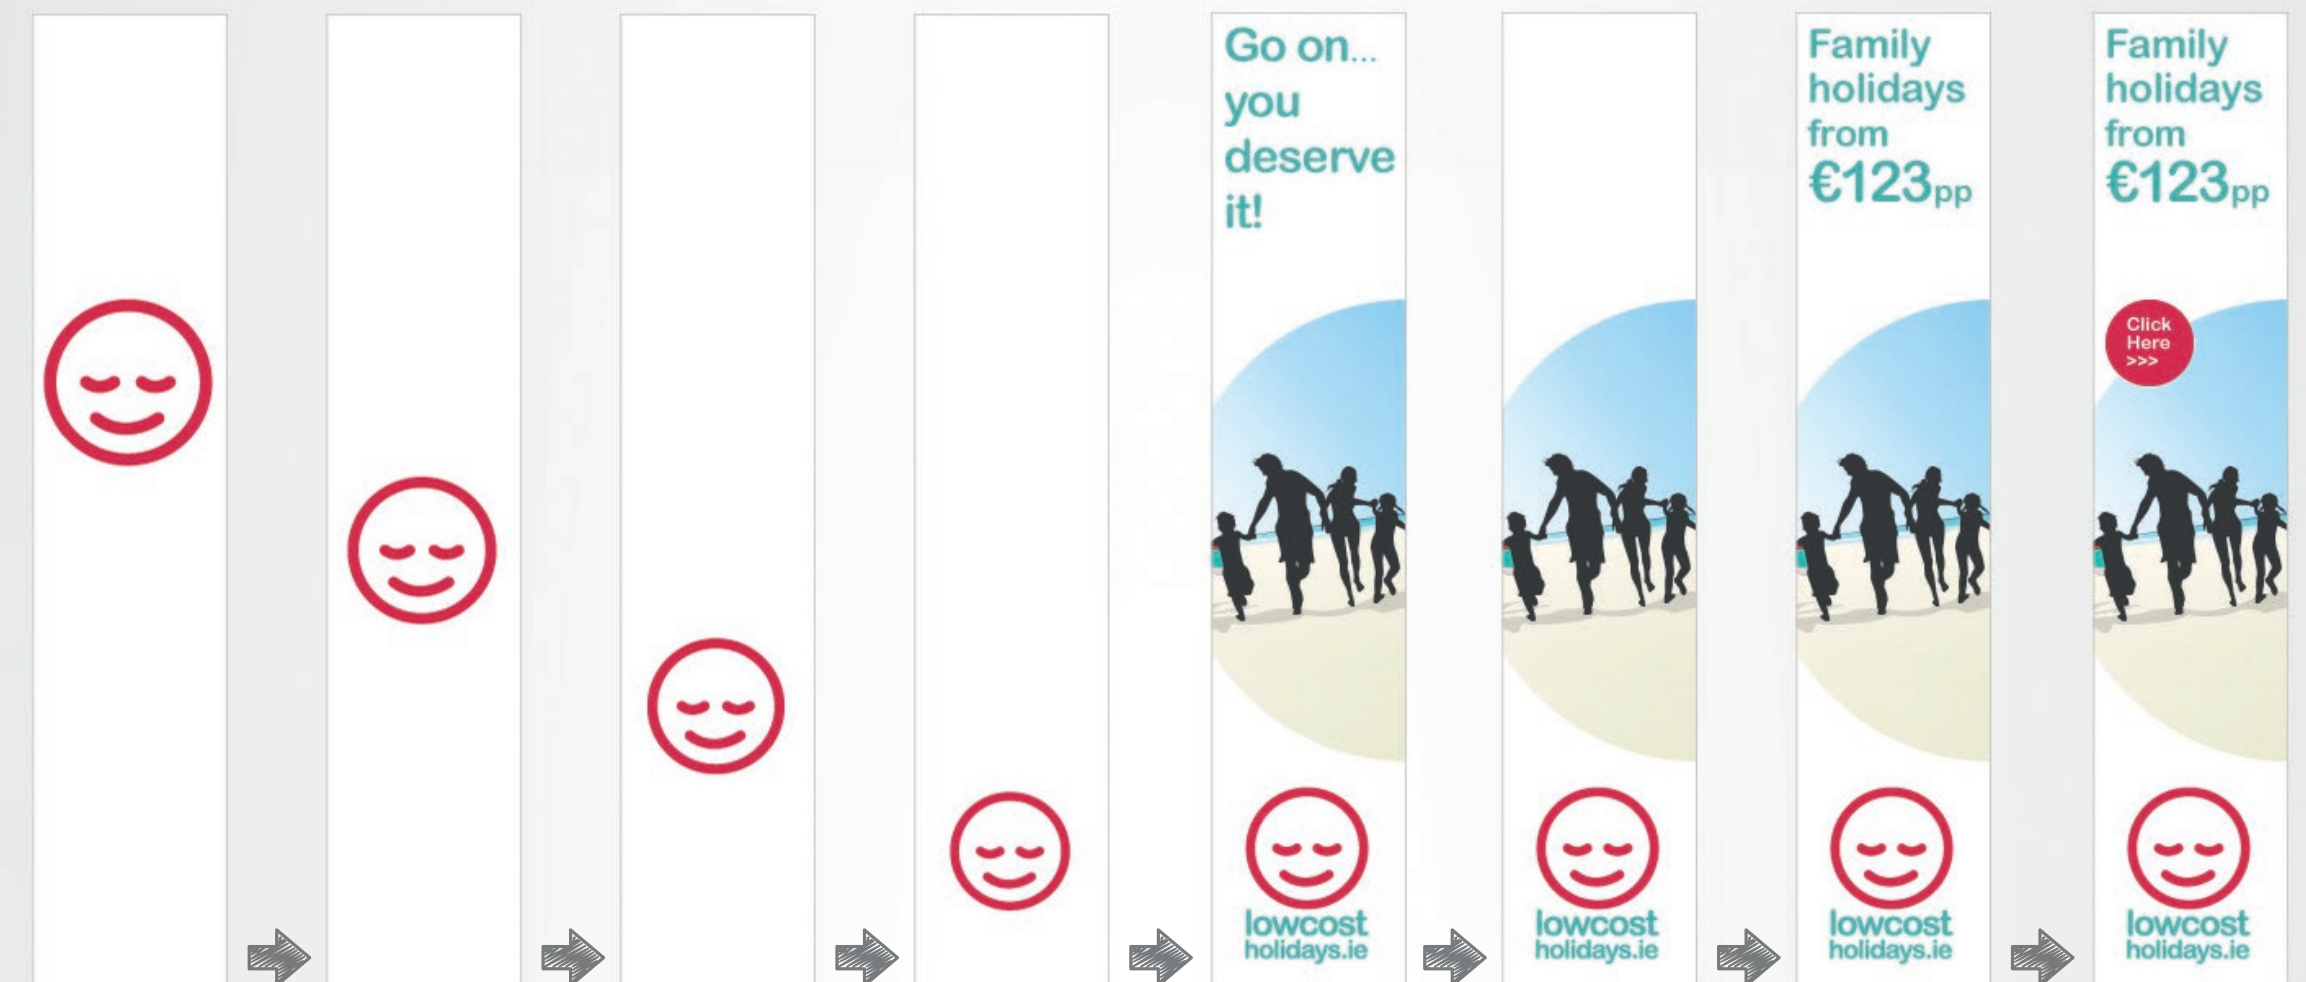 Go on...
you
deserve
it!
lowcost
holidays.ie
lowcost
holidays.ie
Family
holidays
from
€123pp
lowcost
holidays.ie
Family
holidays
from
€123pp
Click
Here
>>>
lowcost
holidays.ie